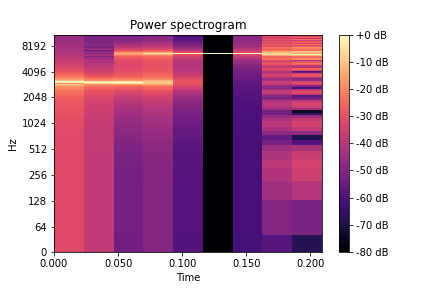 Power spectrogram
8192
4096
2048
1024
512
256
128
64
0
Hz
0.000 0.050 0.100 0.150 0.200
Time
+0 dB
-10 dB
-20 dB
-30 dB
-40 dB
-50 dB
-60 dB
-70 dB
-80 dB